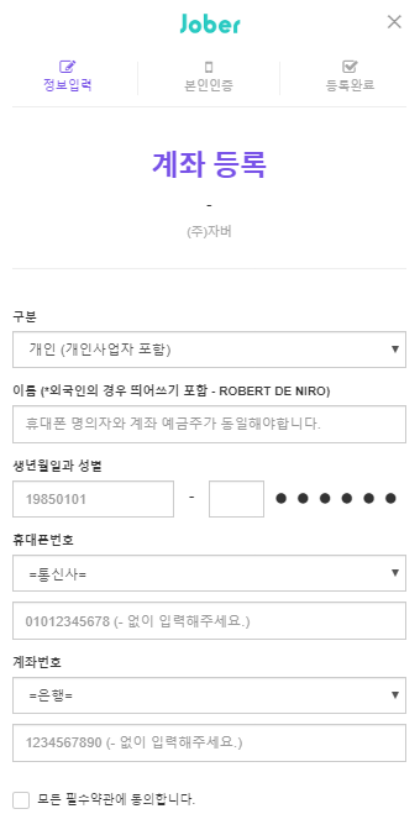 Jober
정보입력
본인인증
등록완료
계좌 등록
-
(주)자버
구분
개인 (개인사업자 포함)
이름 (*외국인의 경우 띄어쓰기 포함 - ROBERT DE NIRO)
휴대폰 명의자와 계좌 예금주가 동일해야합니다.
생년월일과 성별
19850101 - ●●●●●●
휴대폰번호
=통신사=
01012345678 (- 없이 입력해주세요.)
계좌번호
=은행=
1234567890 (- 없이 입력해주세요.)
모든 필수약관에 동의합니다.